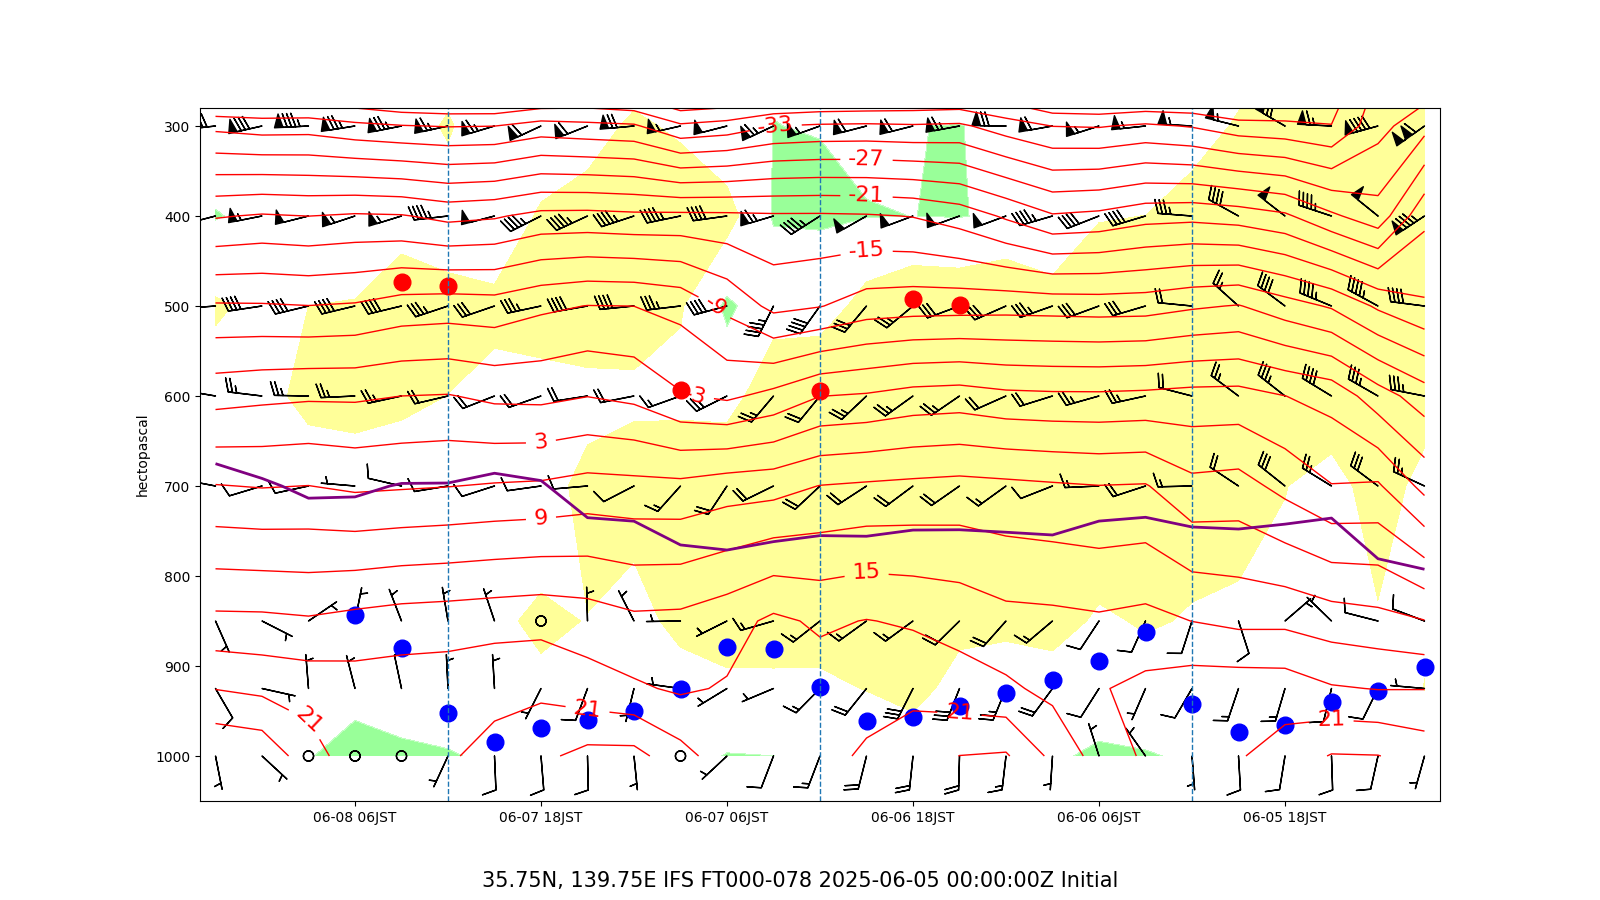 300
400
500
600
700
800
900
1000
hectopascal
-33
-27
-21
-15
-9
-3
3
9
15
21
21
21
21
06-08 06JST
06-07 18JST
06-07 06JST
06-06 18JST
06-06 06JST
06-05 18JST
35.75N, 139.75E IFS FT000-078 2025-06-05 00:00:00Z Initial